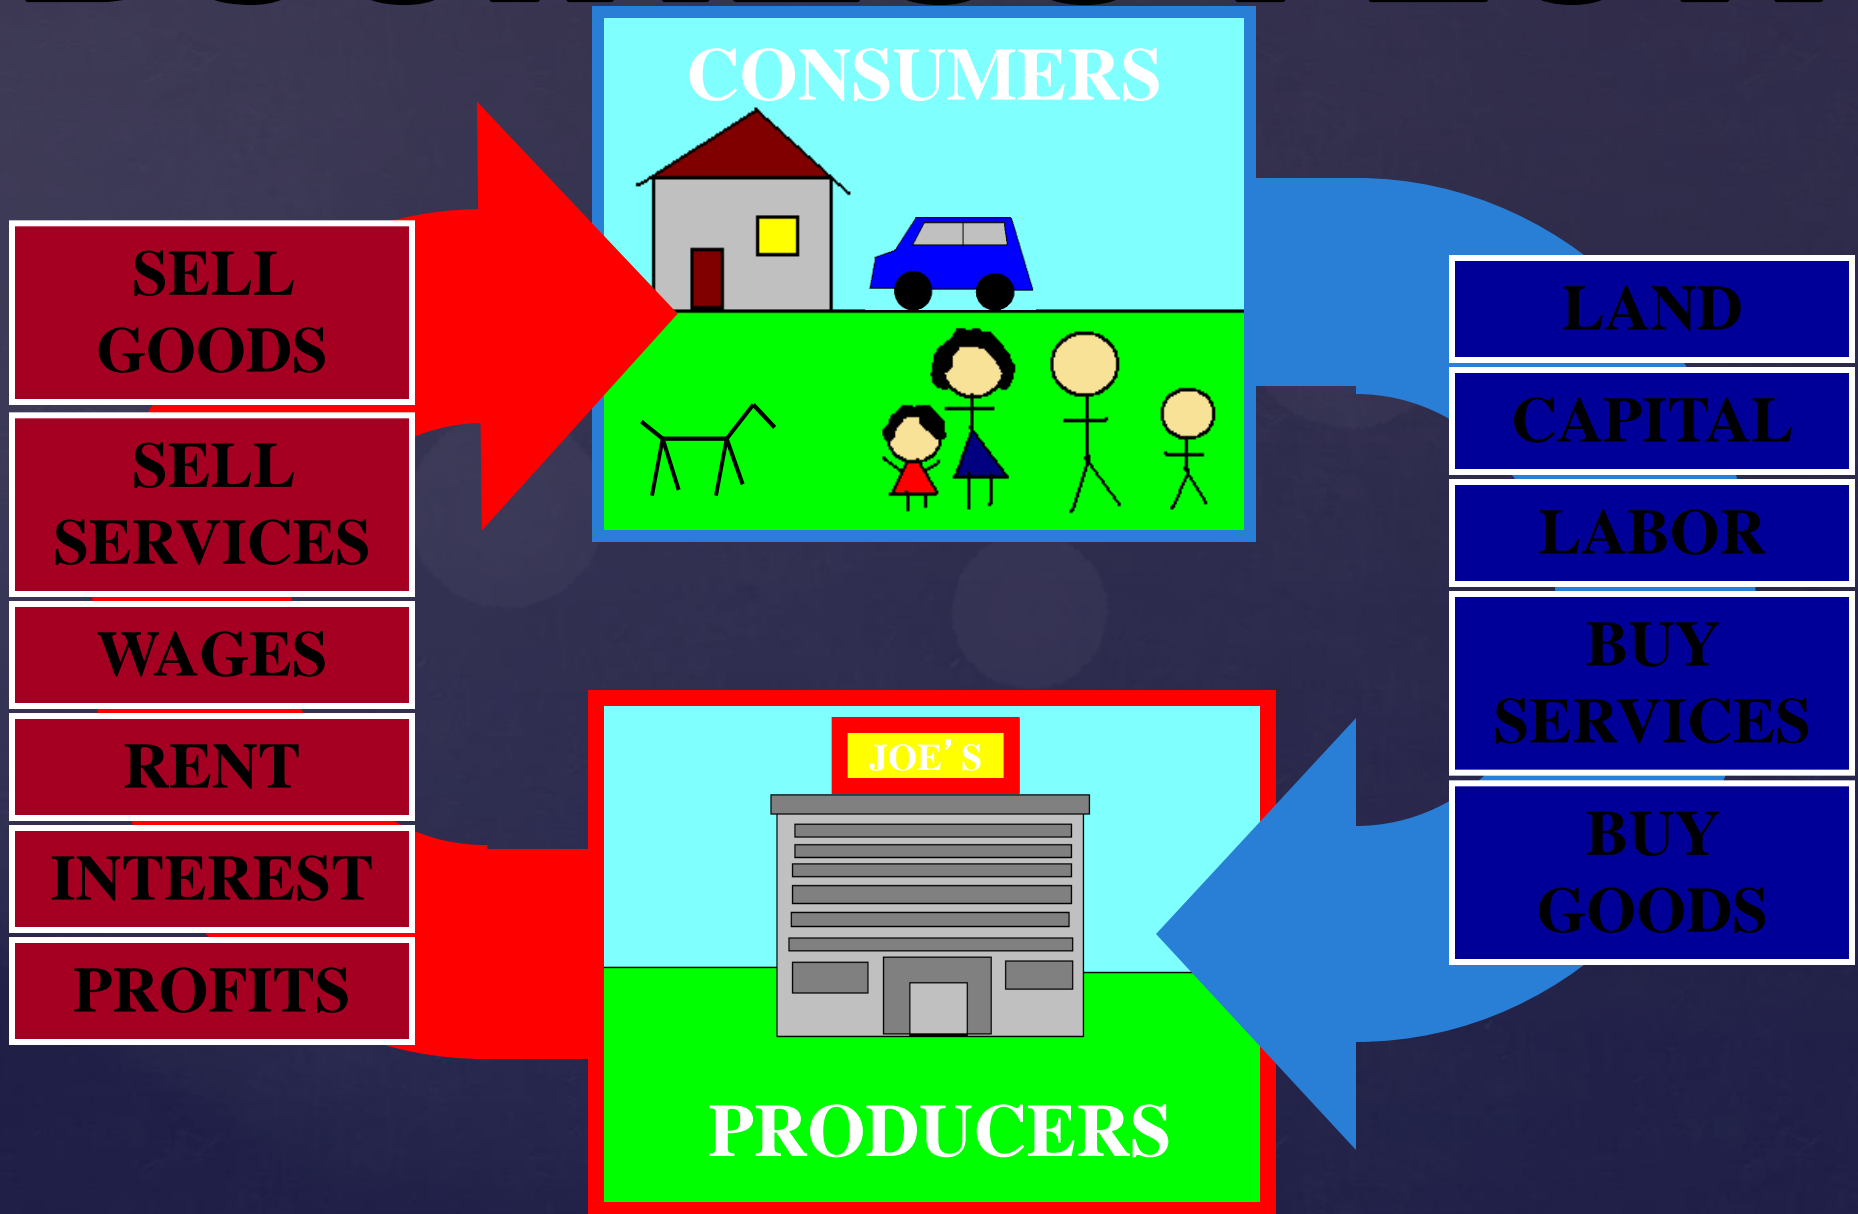 CONSUMERS
SELL
GOODS
SELL
SERVICES
WAGES
RENT
INTEREST
PROFITS
LAND
CAPITAL
LABOR
BUY
SERVICES
BUY
GOODS
JOE'S
PRODUCERS